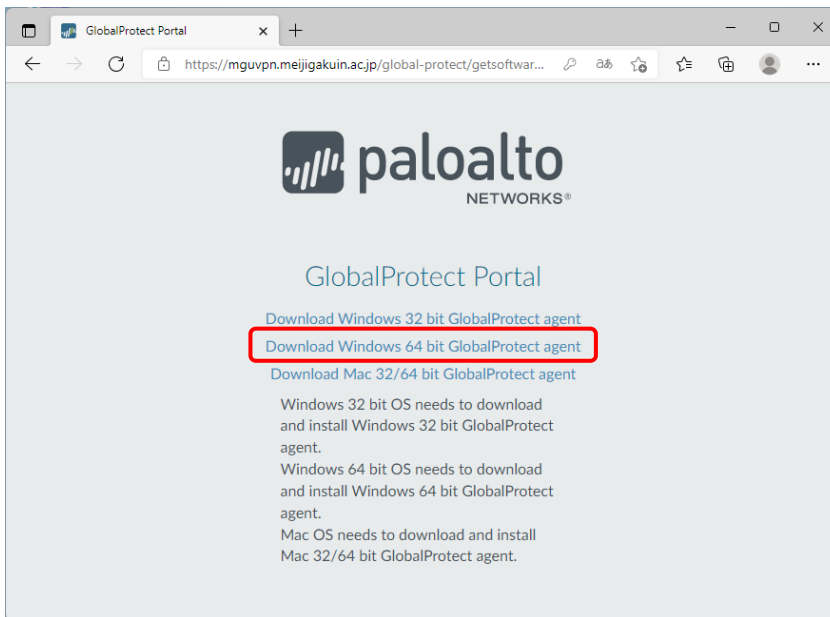 GlobalProtect Portal
https://mguvpn.meijigakuin.ac.jp/global-protect/getsoftwar...
paloalto
NETWORKS®
GlobalProtect Portal
Download Windows 32 bit GlobalProtect agent
Download Windows 64 bit GlobalProtect agent
Download Mac 32/64 bit GlobalProtect agent
Windows 32 bit OS needs to download
and install Windows 32 bit GlobalProtect
agent.
Windows 64 bit OS needs to download
and install Windows 64 bit GlobalProtect
agent.
Mac OS needs to download and install
Mac 32/64 bit GlobalProtect agent.